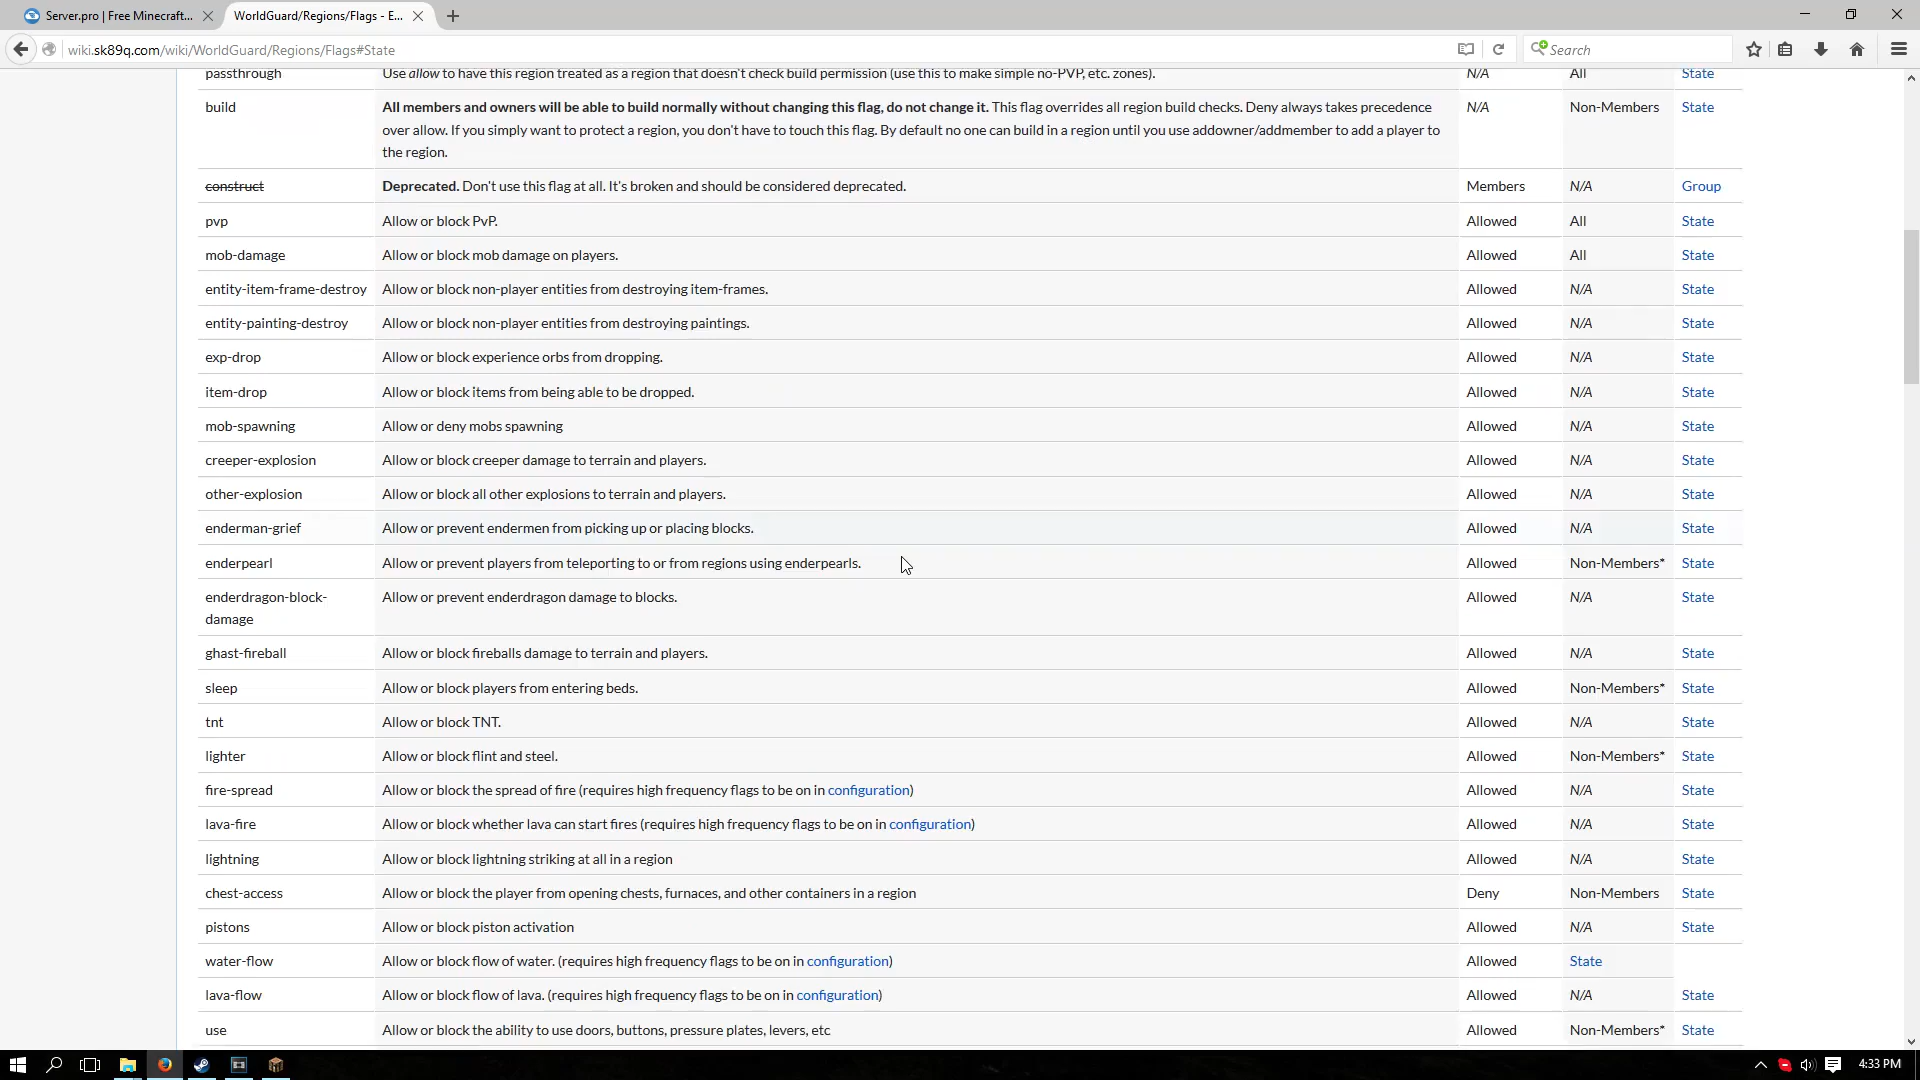 Server.pro | Free Minecraft...
WorldGuard/Regions/Flags - E...
wiki.sk89q.com/wiki/WorldGuard/Regions/Flags#State
Search
passthrough Use allow to have this region treated as a region that doesn't check build permission (use this to make simple no-PVP, etc. zones). N/A All State
build All members and owners will be able to build normally without changing this flag, do not change it. This flag overrides all region build checks. Deny always takes precedence N/A Non-Members State
over allow. If you simply want to protect a region, you don't have to touch this flag. By default no one can build in a region until you use addowner/addmember to add a player to
the region.
construct Deprecated. Don't use this flag at all. It's broken and should be considered deprecated. Members N/A Group
pvp Allow or block PvP. Allowed All State
mob-damage Allow or block mob damage on players. Allowed All State
entity-item-frame-destroy Allow or block non-player entities from destroying item-frames. Allowed N/A State
entity-painting-destroy Allow or block non-player entities from destroying paintings. Allowed N/A State
exp-drop Allow or block experience orbs from dropping. Allowed N/A State
item-drop Allow or block items from being able to be dropped. Allowed N/A State
mob-spawning Allow or deny mobs spawning Allowed N/A State
creeper-explosion Allow or block creeper damage to terrain and players. Allowed N/A State
other-explosion Allow or block all other explosions to terrain and players. Allowed N/A State
enderman-grief Allow or prevent endermen from picking up or placing blocks. Allowed N/A State
enderpearl Allow or prevent players from teleporting to or from regions using enderpearls. Allowed Non-Members* State
enderdragon-block- Allow or prevent enderdragon damage to blocks. Allowed N/A State
damage
ghast-fireball Allow or block fireballs damage to terrain and players. Allowed N/A State
sleep Allow or block players from entering beds. Allowed Non-Members* State
tnt Allow or block TNT. Allowed N/A State
lighter Allow or block flint and steel. Allowed Non-Members* State
fire-spread Allow or block the spread of fire (requires high frequency flags to be on in configuration) Allowed N/A State
lava-fire Allow or block whether lava can start fires (requires high frequency flags to be on in configuration) Allowed N/A State
lightning Allow or block lightning striking at all in a region Allowed N/A State
chest-access Allow or block the player from opening chests, furnaces, and other containers in a region Deny Non-Members State
pistons Allow or block piston activation Allowed N/A State
water-flow Allow or block flow of water. (requires high frequency flags to be on in configuration) Allowed State
lava-flow Allow or block flow of lava. (requires high frequency flags to be on in configuration) Allowed N/A State
use Allow or block the ability to use doors, buttons, pressure plates, levers, etc Allowed Non-Members* State
4:33 PM